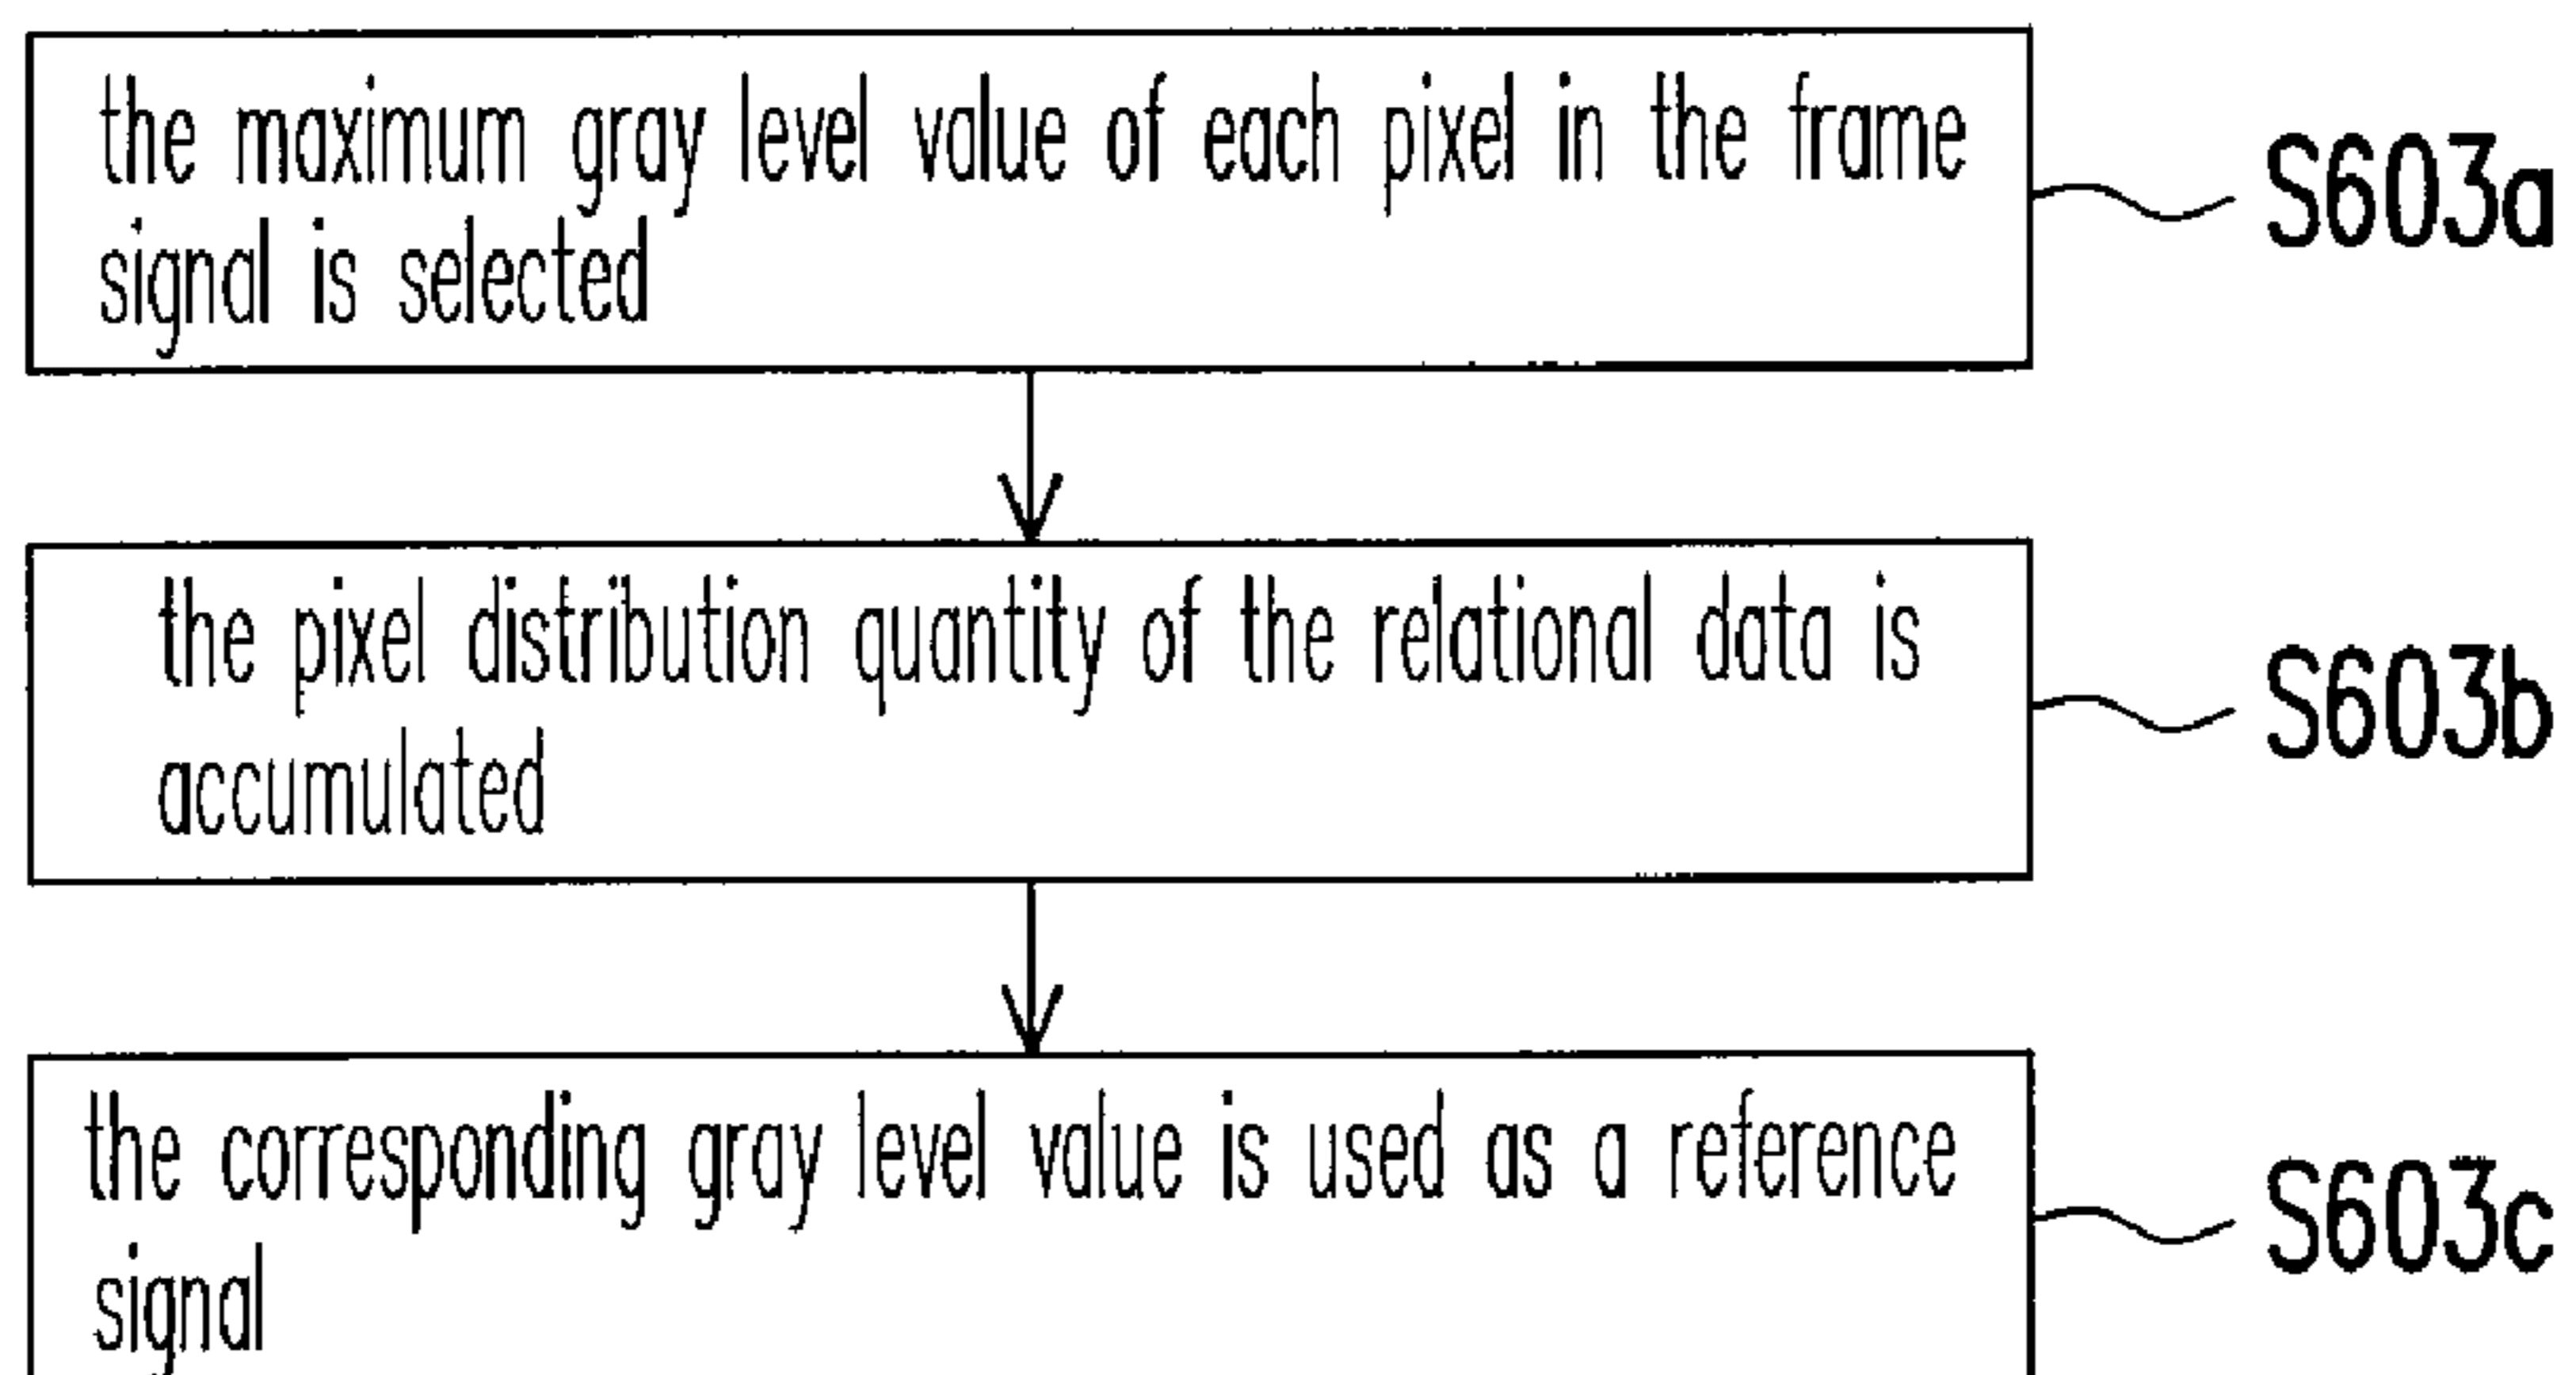 the maximum gray level value of each pixel in the frame
signal is selected
S603a
the pixel distribution quantity of the relational data is
accumulated
S603b
the corresponding gray level value is used as a reference
signal
S603c